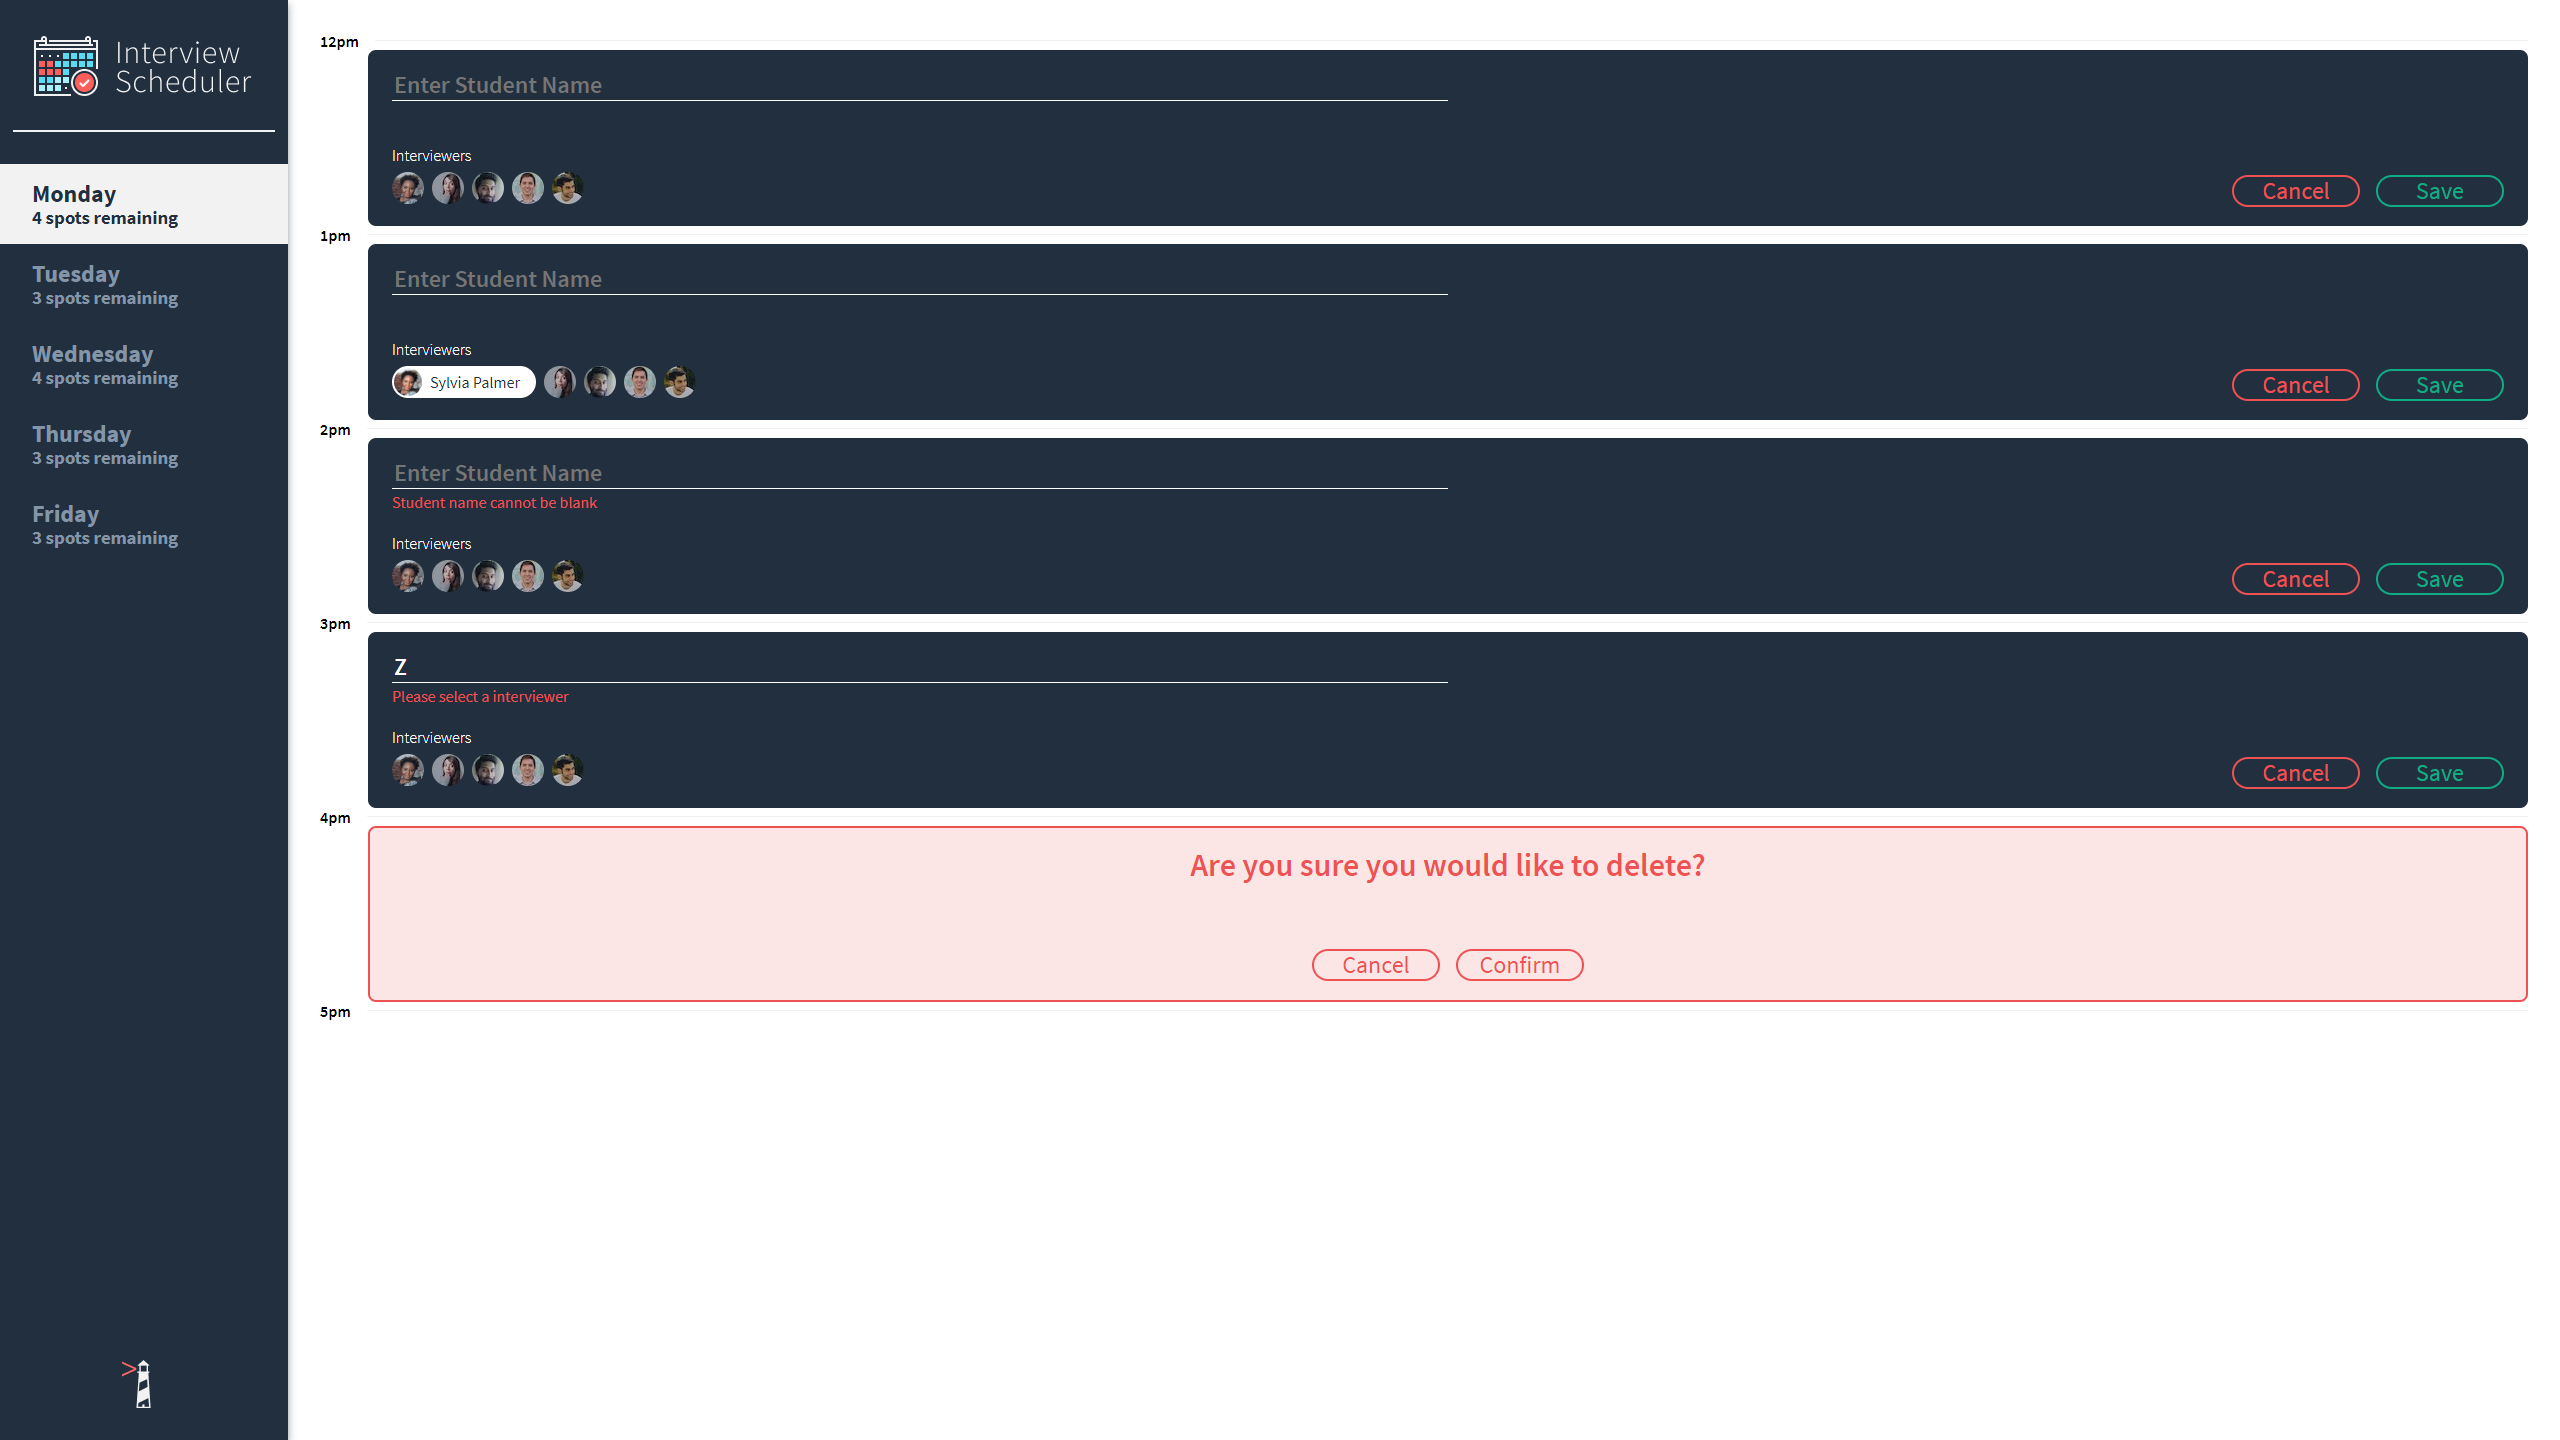 Interview
Scheduler
Monday
4 spots remaining
Tuesday
3 spots remaining
Wednesday
4 spots remaining
Thursday
3 spots remaining
Friday
3 spots remaining
12pm
Enter Student Name
Interviewers
Cancel Save
1pm
Enter Student Name
Interviewers
Sylvia Palmer
Cancel Save
2pm
Enter Student Name
Student name cannot be blank
Interviewers
Cancel Save
3pm
Z
Please select a interviewer
Interviewers
Cancel Save
4pm
Are you sure you would like to delete?
Cancel Confirm
5pm